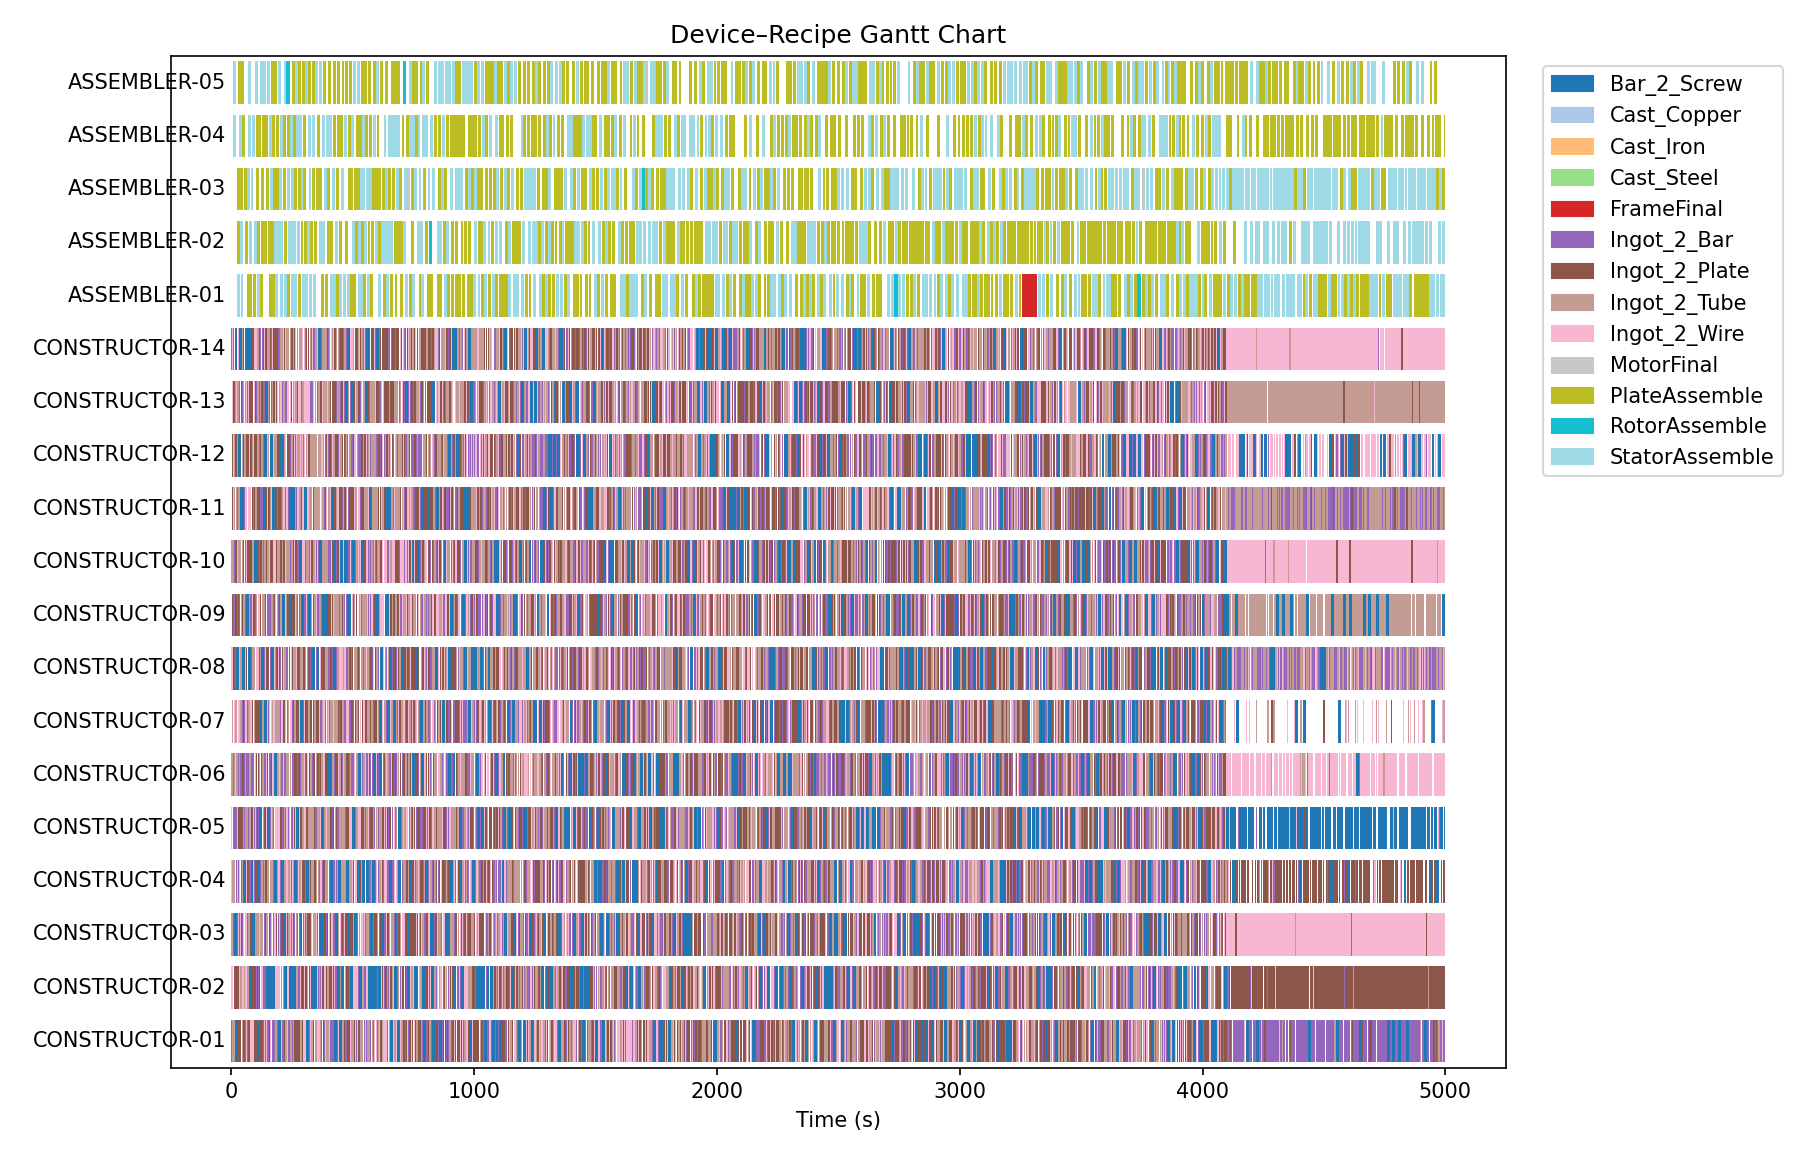 Device–Recipe Gantt Chart
ASSEMBLER-05
ASSEMBLER-04
ASSEMBLER-03
ASSEMBLER-02
ASSEMBLER-01
CONSTRUCTOR-14
CONSTRUCTOR-13
CONSTRUCTOR-12
CONSTRUCTOR-11
CONSTRUCTOR-10
CONSTRUCTOR-09
CONSTRUCTOR-08
CONSTRUCTOR-07
CONSTRUCTOR-06
CONSTRUCTOR-05
CONSTRUCTOR-04
CONSTRUCTOR-03
CONSTRUCTOR-02
CONSTRUCTOR-01
0 1000 2000 3000 4000 5000
Time (s)
Bar_2_Screw
Cast_Copper
Cast_Iron
Cast_Steel
FrameFinal
Ingot_2_Bar
Ingot_2_Plate
Ingot_2_Tube
Ingot_2_Wire
MotorFinal
PlateAssemble
RotorAssemble
StatorAssemble